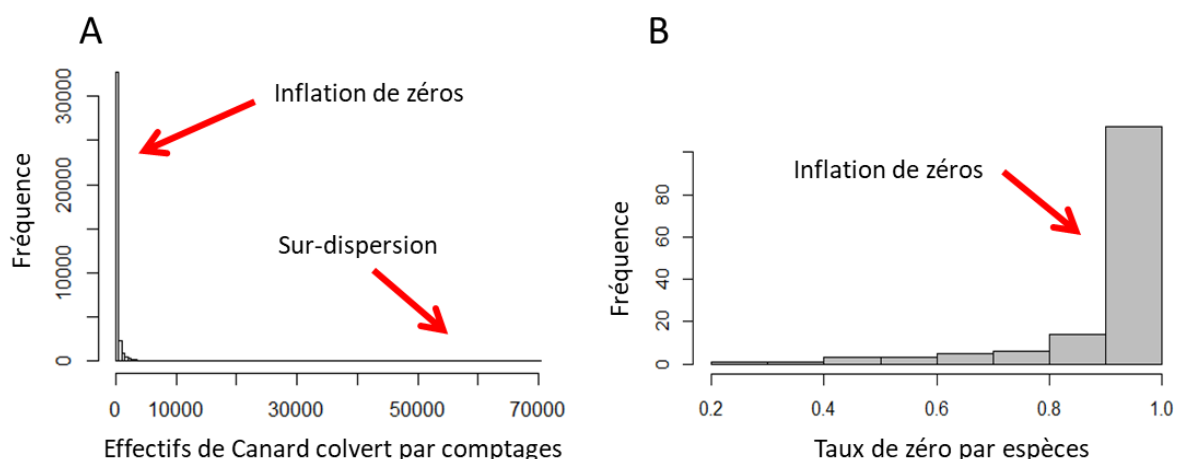 A
Inflation de zéros
Sur-dispersion
Fréquence
0
10000
20000
30000
0 10000 30000 50000 70000
Effectifs de Canard colvert par comptages
B
Inflation de zéros
Fréquence
0
20
40
60
80
0.2 0.4 0.6 0.8 1.0
Taux de zéro par espèces